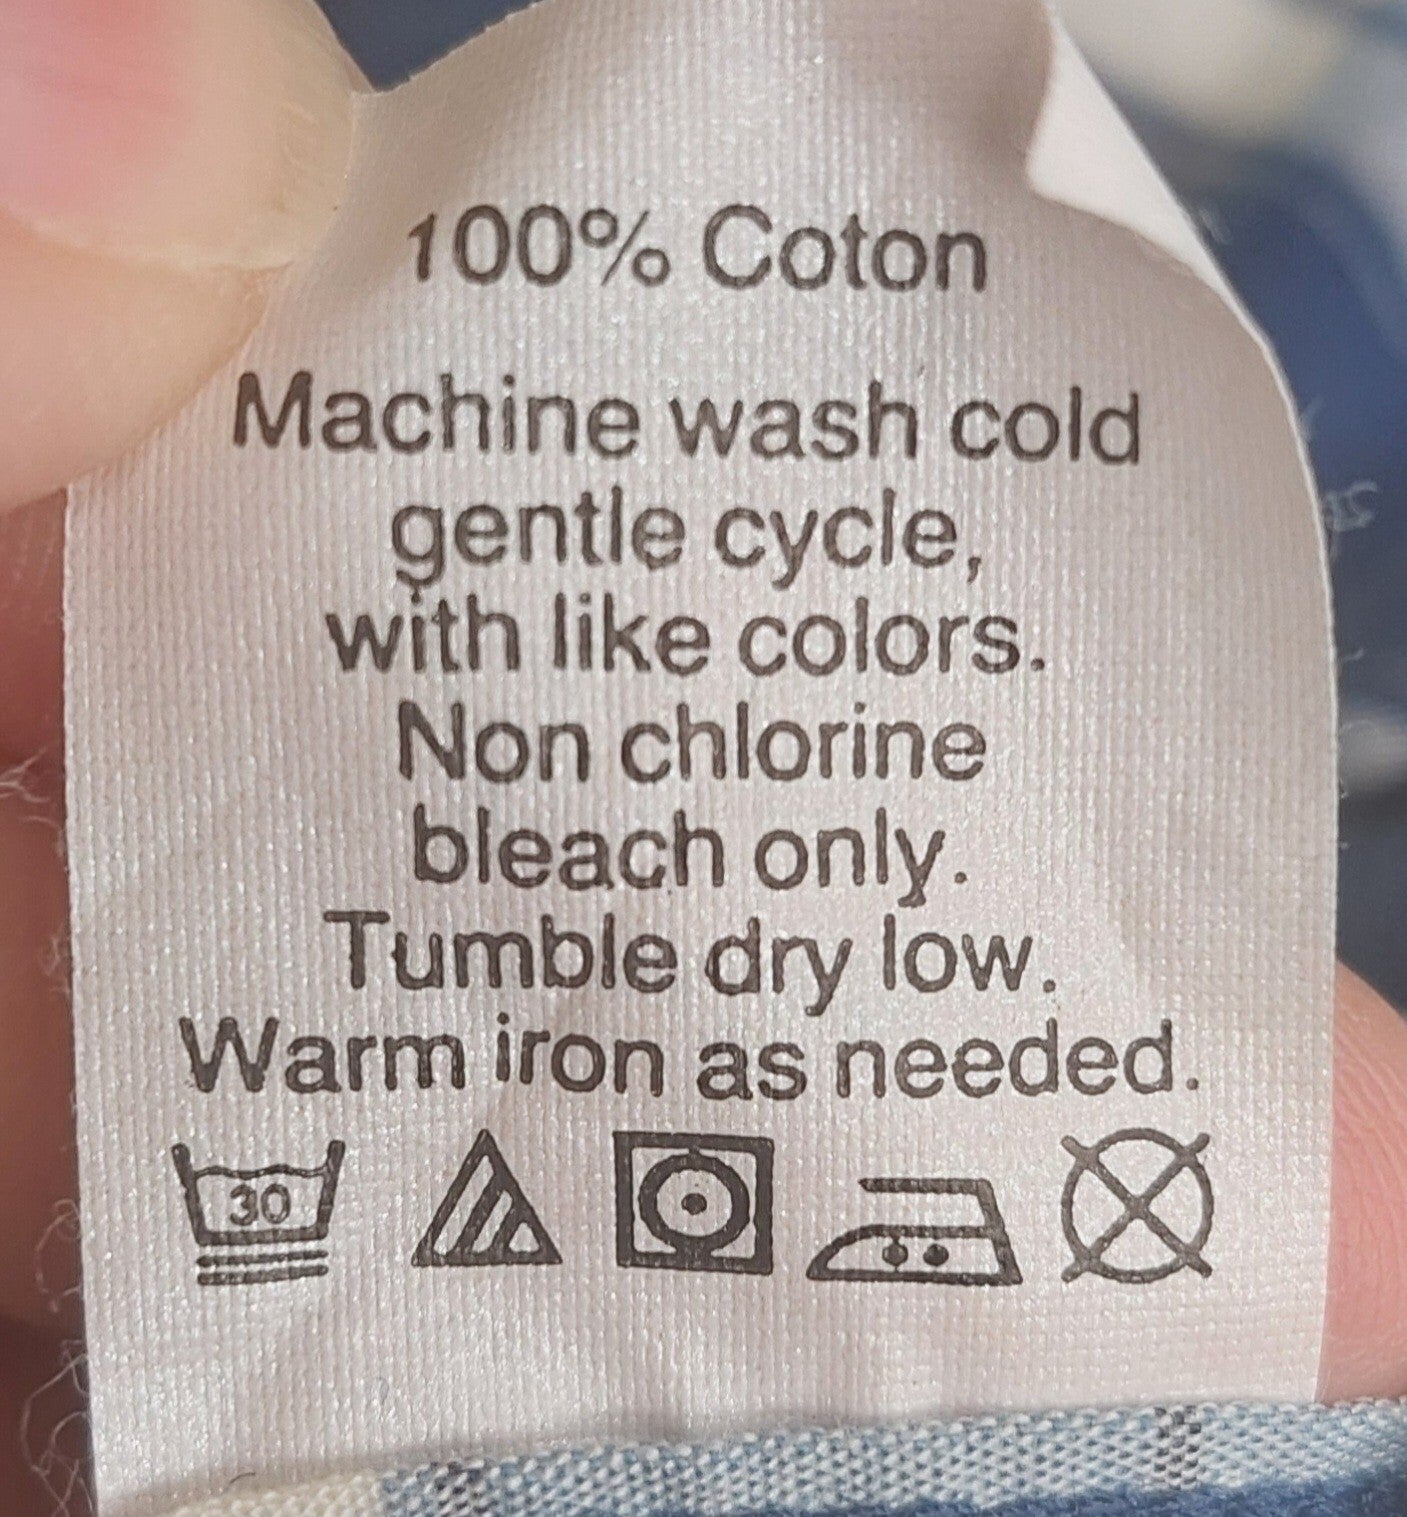 100% Coton
Machine wash cold
gentle cycle,
with like colors.
Non chlorine
bleach only.
Tumble dry low.
Warm iron as needed.
30